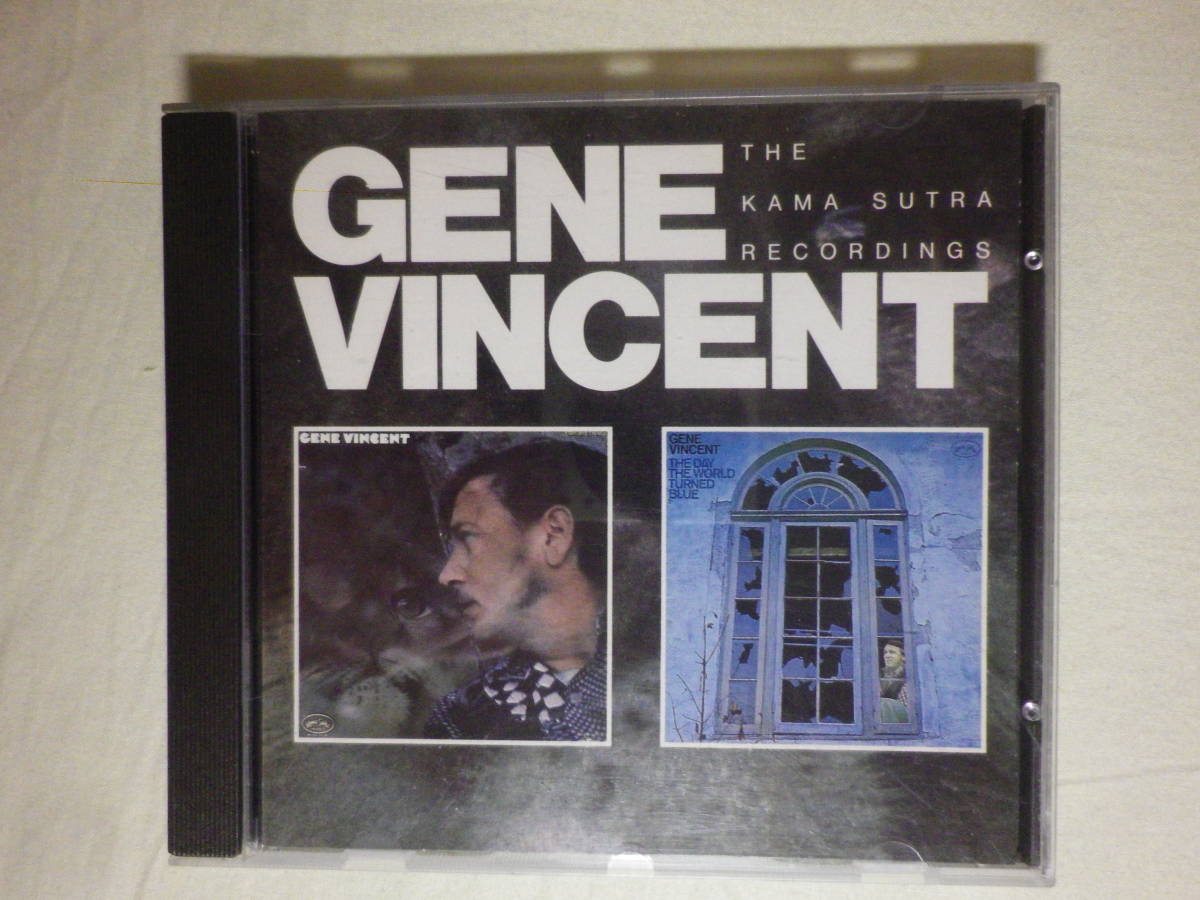 GENE
VINCENT
THE
KAMA SUTRA
RECORDINGS
GENE VINCENT
GENE
VINCENT
THE DAY
THE WORLD
TURNED
BLUE